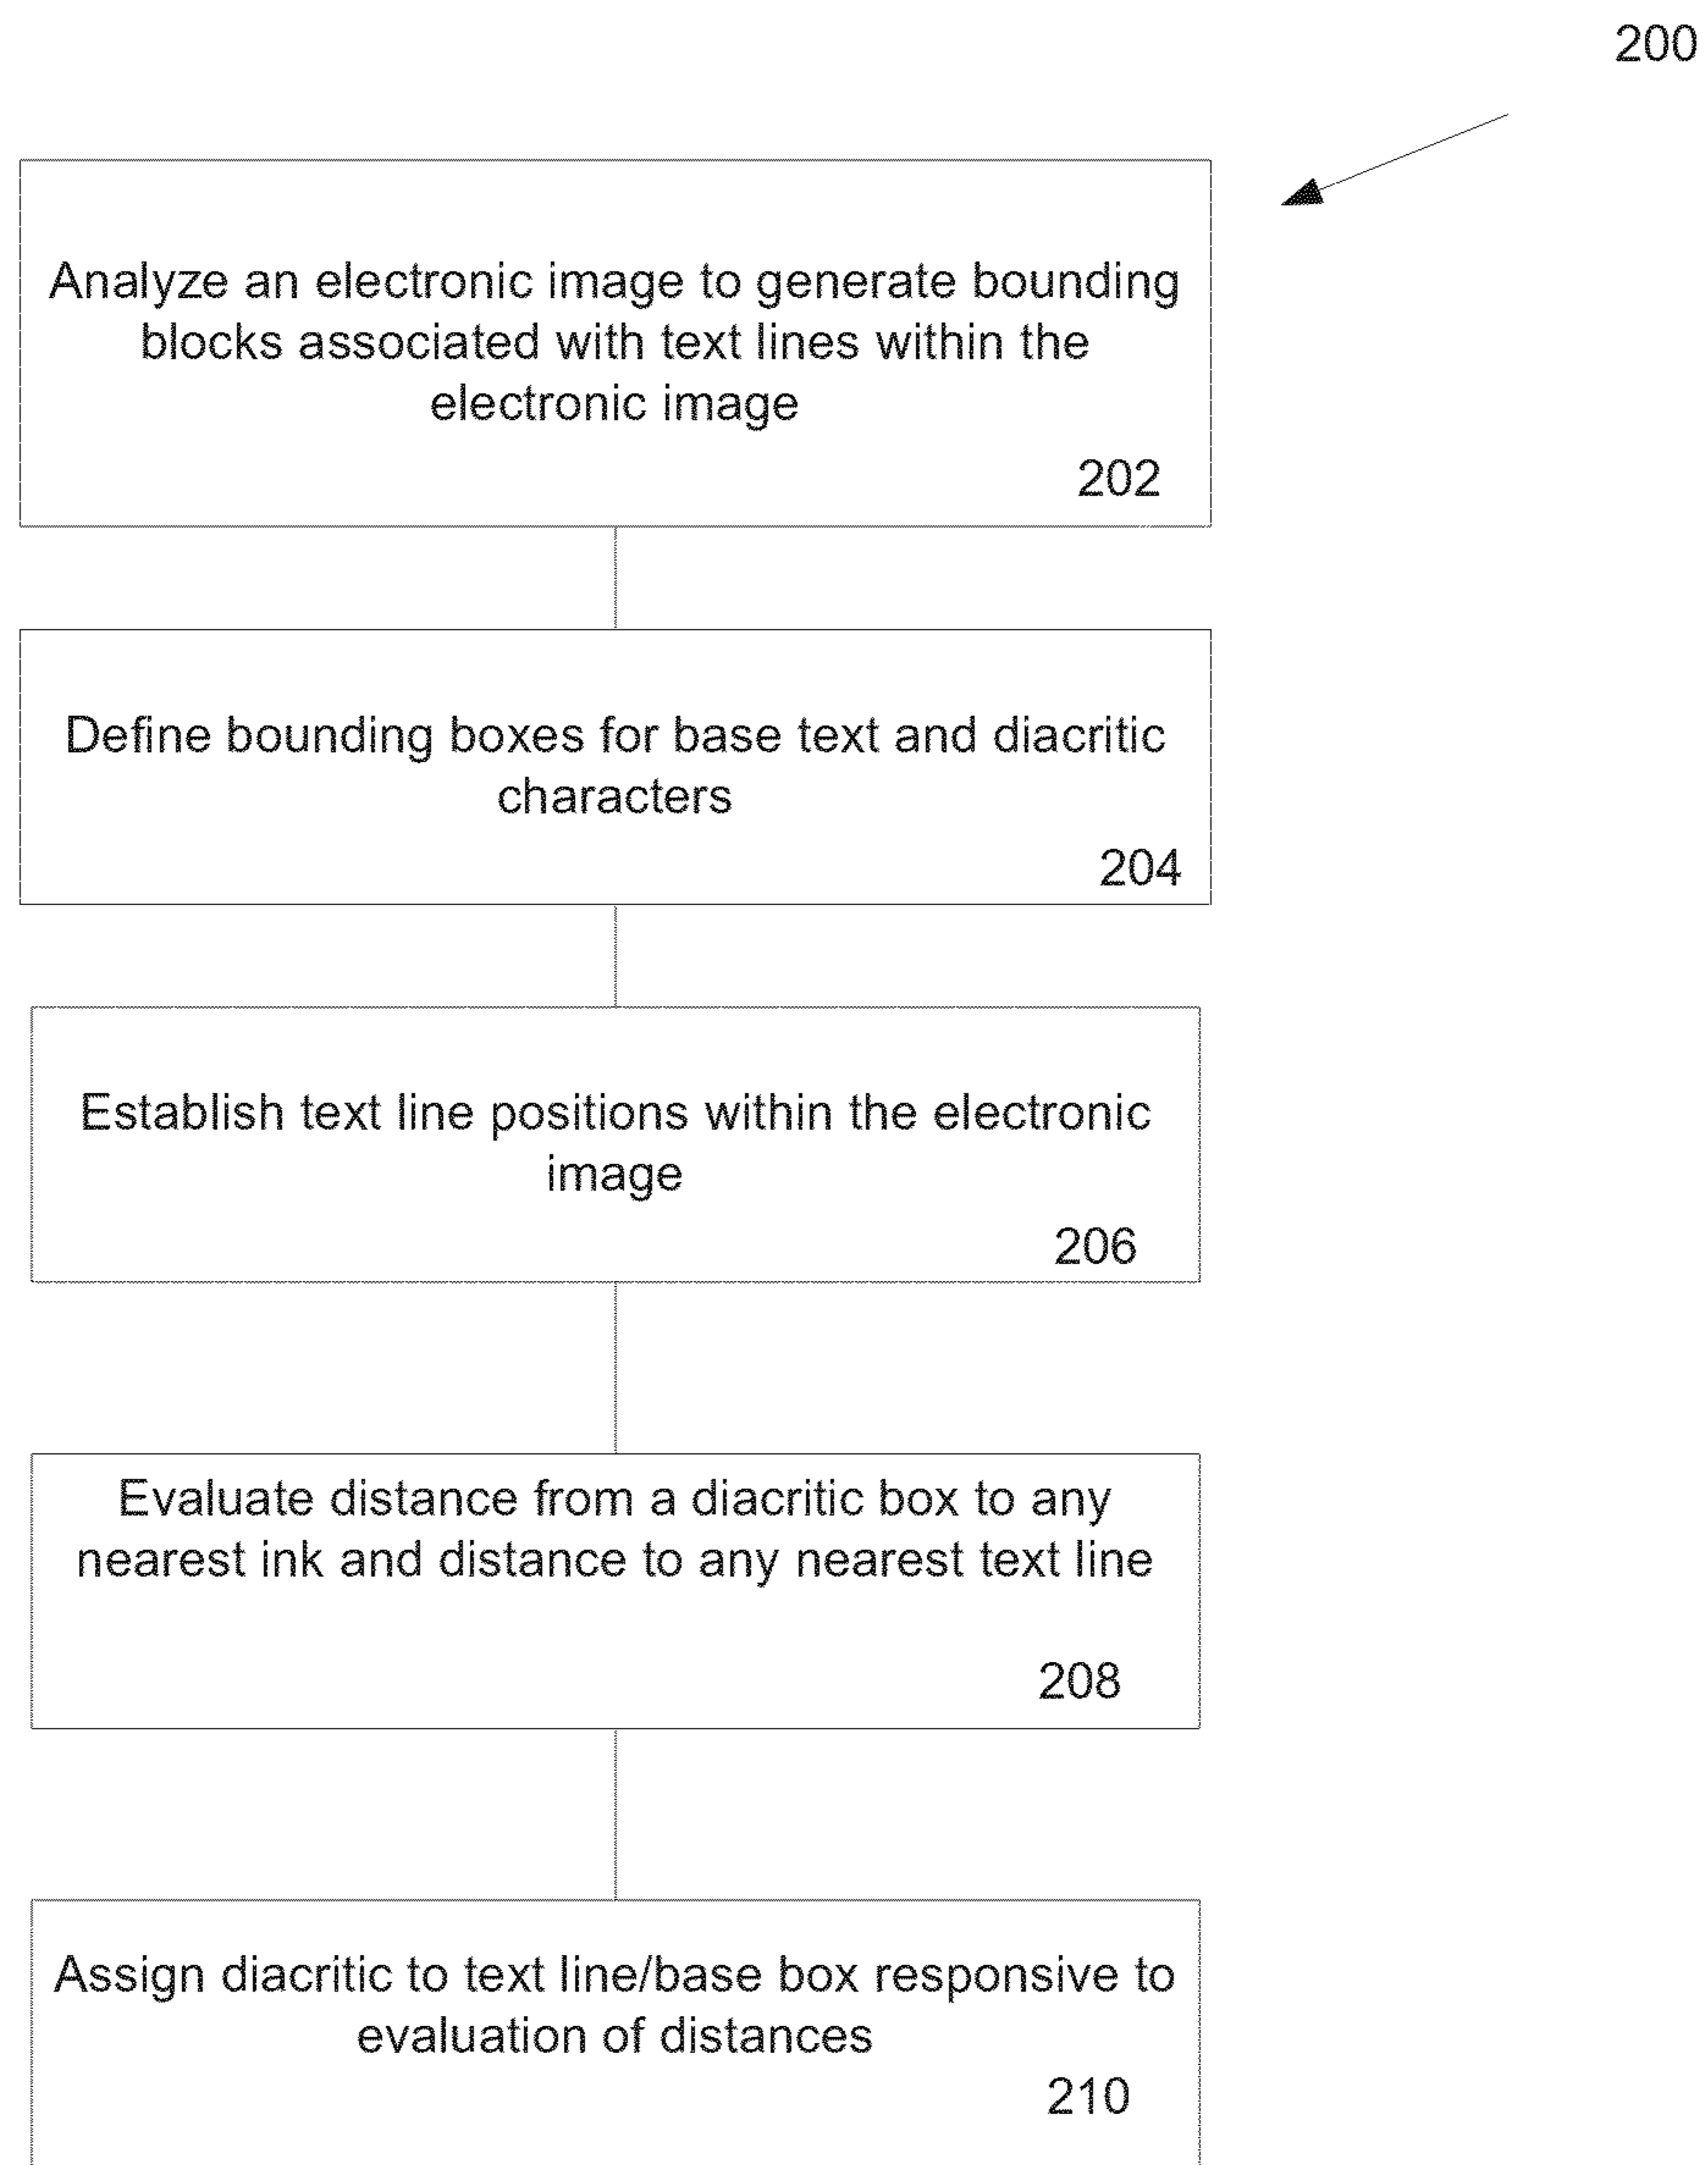 200
Analyze an electronic image to generate bounding
blocks associated with text lines within the
electronic image
202
Define bounding boxes for base text and diacritic
characters
204
Establish text line positions within the electronic
image
206
Evaluate distance from a diacritic box to any
nearest ink and distance to any nearest text line
208
Assign diacritic to text line/base box responsive to
evaluation of distances
210